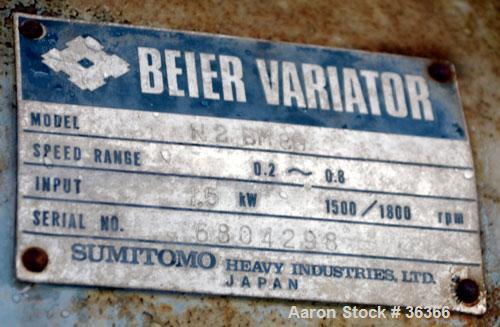 BEIER VARIATOR
MODEL
SPEED RANGE 0.2 ～ 0.8
INPUT 1.5 kW 1500/1800 rpm
SERIAL NO. 6804298
SUMITOMO HEAVY INDUSTRIES, LTD.
JAPAN
Aaron Stock # 36366